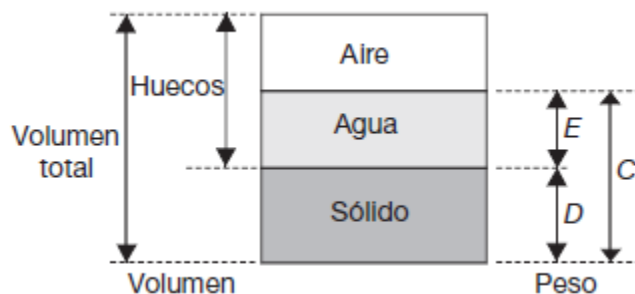 Aire
Huecos
Agua
E
Volumen
total
C
Sólido
D
Volumen
Peso